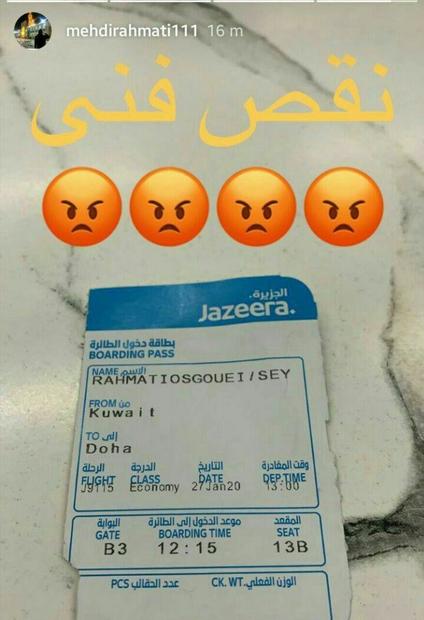 mehdirahmati111 16 m
نقص فنی
الجزيرة.
Jazeera.
بطاقة دخول الطائرة
BOARDING PASS
NAME الإسم
RAHMATIOSGOUEI/SEY
FROM من
Kuwait
TO إلى
Doha
الرحلة الدرجة التاريخ وقت المغادرة
FLIGHT CLASS DATE DEP.TIME
J9115 Economy 27Jan20 13:00
البوابة موعد الدخول إلى الطائرة المقعد
GATE BOARDING TIME SEAT
B3 12:15 13B
PCS عدد الحقائب CK. WT. الوزن الفعلي